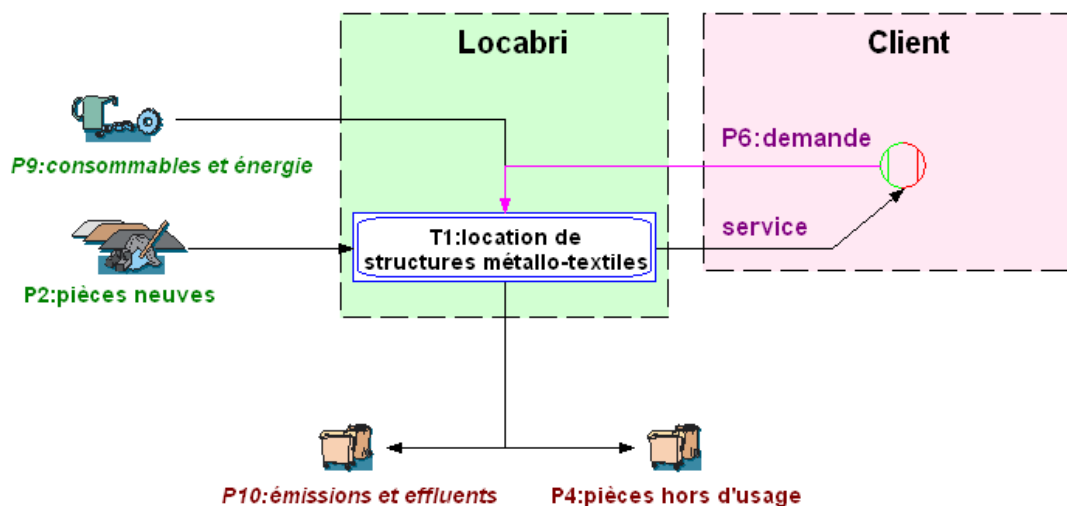 Locabri
Client
P9:consommables et énergie
P6:demande
T1:location de
structures métallo-textiles
service
P2:pièces neuves
P10:émissions et effluents
P4:pièces hors d'usage